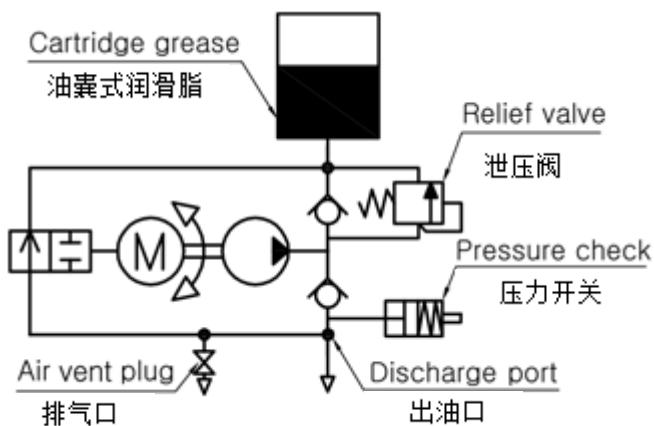 Cartridge grease
油囊式润滑脂
Relief valve
泄压阀
M
Pressure check
压力开关
Air vent plug
排气口
Discharge port
出油口